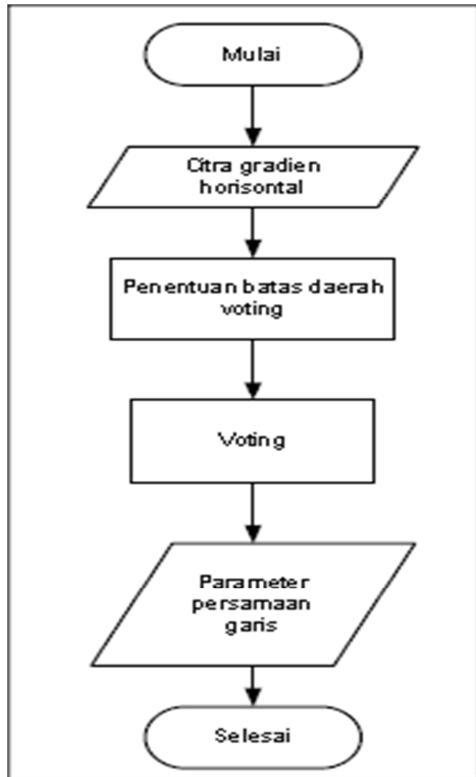 Mulai
Citra gradien
horisontal
Penentuan batas daerah
voting
Voting
Parameter
persamaan
garis
Selesai